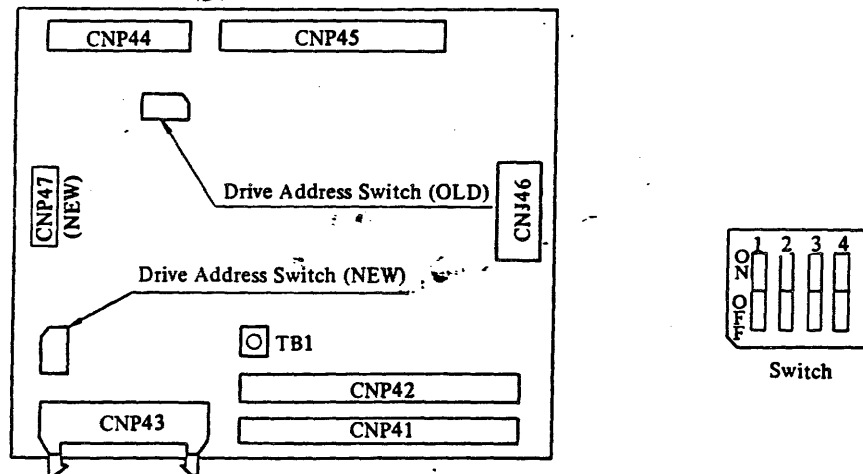 CNP44
CNP45
Drive Address Switch (OLD)
CNP47
(NEW)
CNJ46
Drive Address Switch (NEW)
TB1
CNP42
CNP43
CNP41
1 2 3 4
ON
OFF
Switch